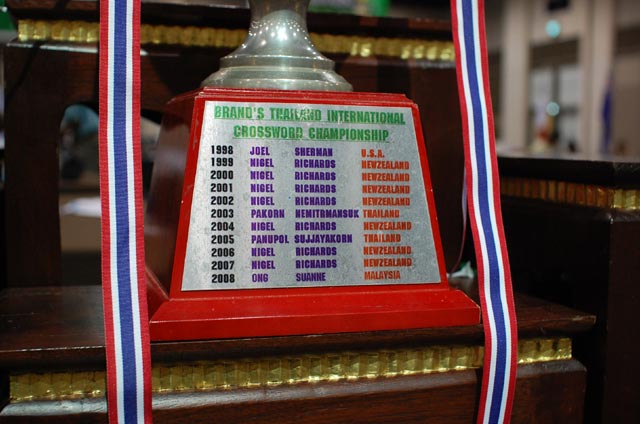 BRAND'S THAILAND INTERNATIONAL
CROSSWORD CHAMPIONSHIP
1998 JOEL SHERMAN U.S.A.
1999 NIGEL RICHARDS NEWZEALAND
2000 NIGEL RICHARDS NEWZEALAND
2001 NIGEL RICHARDS NEWZEALAND
2002 NIGEL RICHARDS NEWZEALAND
2003 PAKORN NEMITRMANSUK THAILAND
2004 NIGEL RICHARDS NEWZEALAND
2005 PANUPOL SUJJAYAKORN THAILAND
2006 NIGEL RICHARDS NEWZEALAND
2007 NIGEL RICHARDS NEWZEALAND
2008 ONG SUANNE MALAYSIA